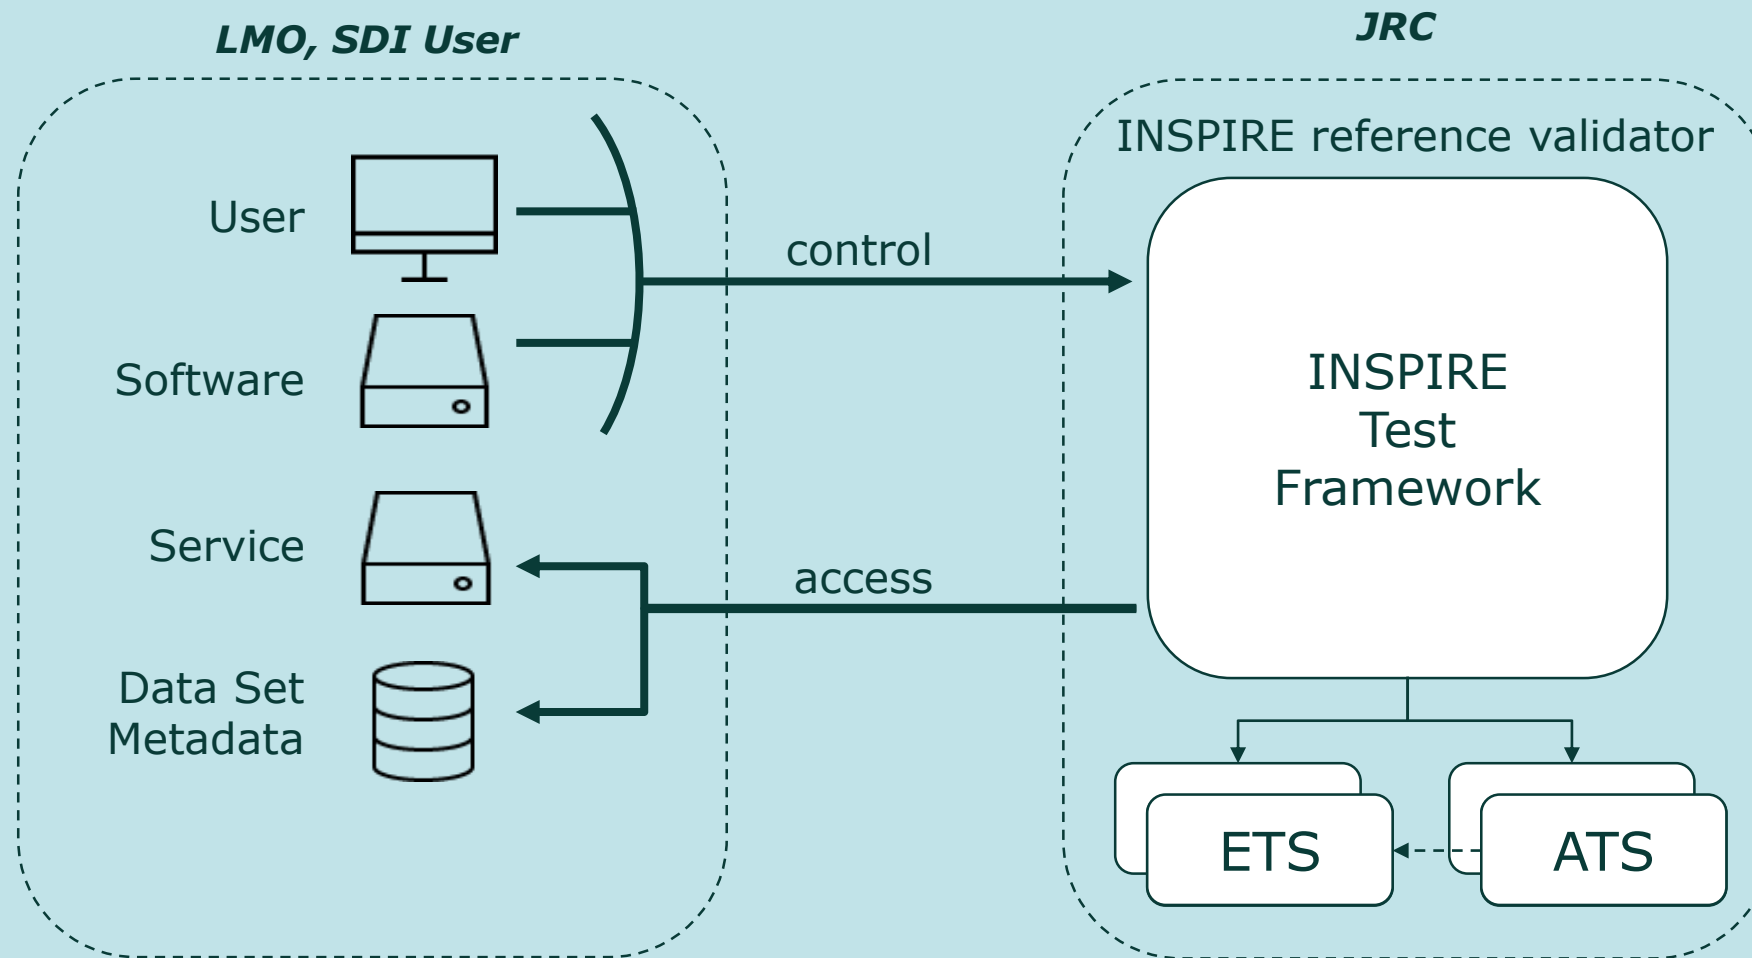 LMO, SDI User
User
Software
Service
Data Set
Metadata
control
access
JRC
INSPIRE reference validator
INSPIRE
Test
Framework
ETS
ATS